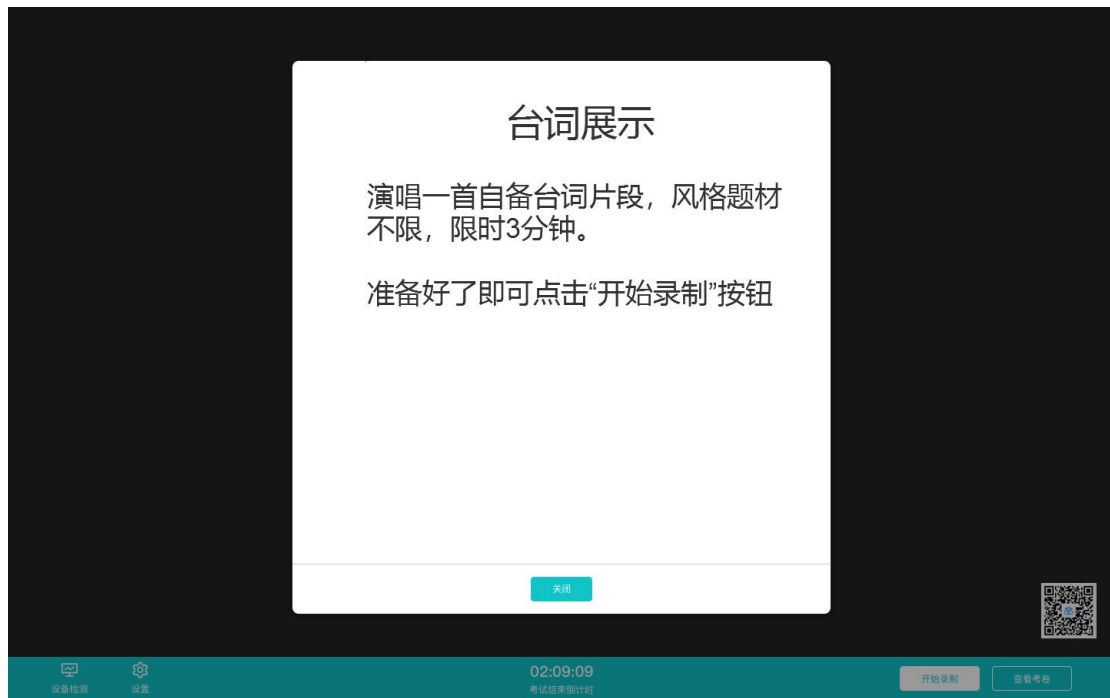 台词展示
演唱一首自备台词片段，风格题材
不限，限时3分钟。
准备好了即可点击“开始录制”按钮
关闭
设备检测
设置
02:09:09
考试结束倒计时
开始录制
查看考卷